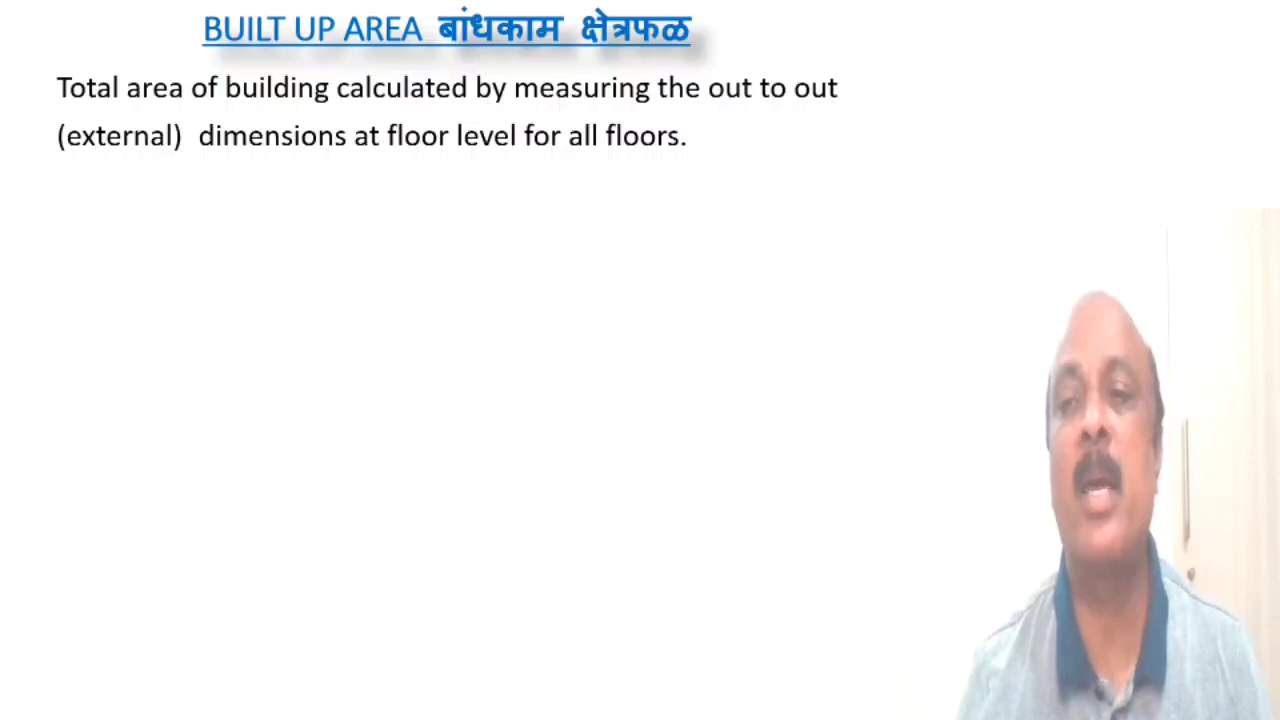 BUILT UP AREA बांधकाम क्षेत्रफळ
Total area of building calculated by measuring the out to out
(external) dimensions at floor level for all floors.